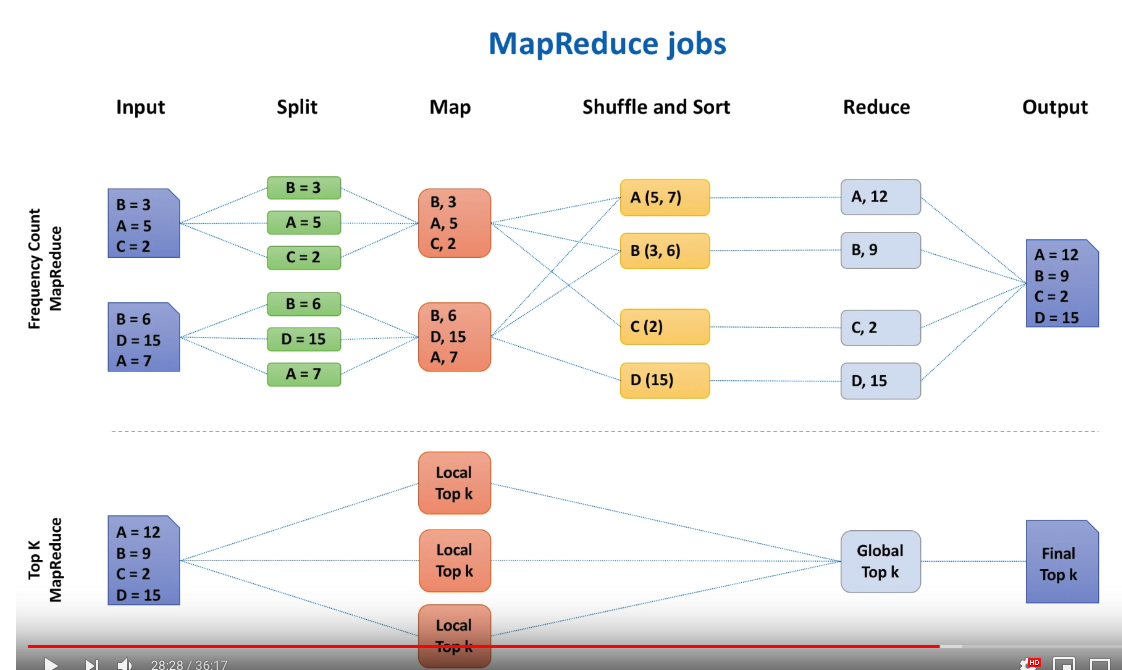 MapReduce jobs
Input
Split
Map
Shuffle and Sort
Reduce
Output
Frequency Count
MapReduce
B = 3
A = 5
C = 2
B = 6
D = 15
A = 7
B = 3
A = 5
C = 2
B = 6
D = 15
A = 7
B, 3
A, 5
C, 2
B, 6
D, 15
A, 7
A (5, 7)
B (3, 6)
C (2)
D (15)
A, 12
B, 9
C, 2
D, 15
A = 12
B = 9
C = 2
D = 15
Top K
MapReduce
A = 12
B = 9
C = 2
D = 15
Local
Top k
Local
Top k
Local
Top k
Global
Top k
Final
Top k
28:28 / 36:17
HD